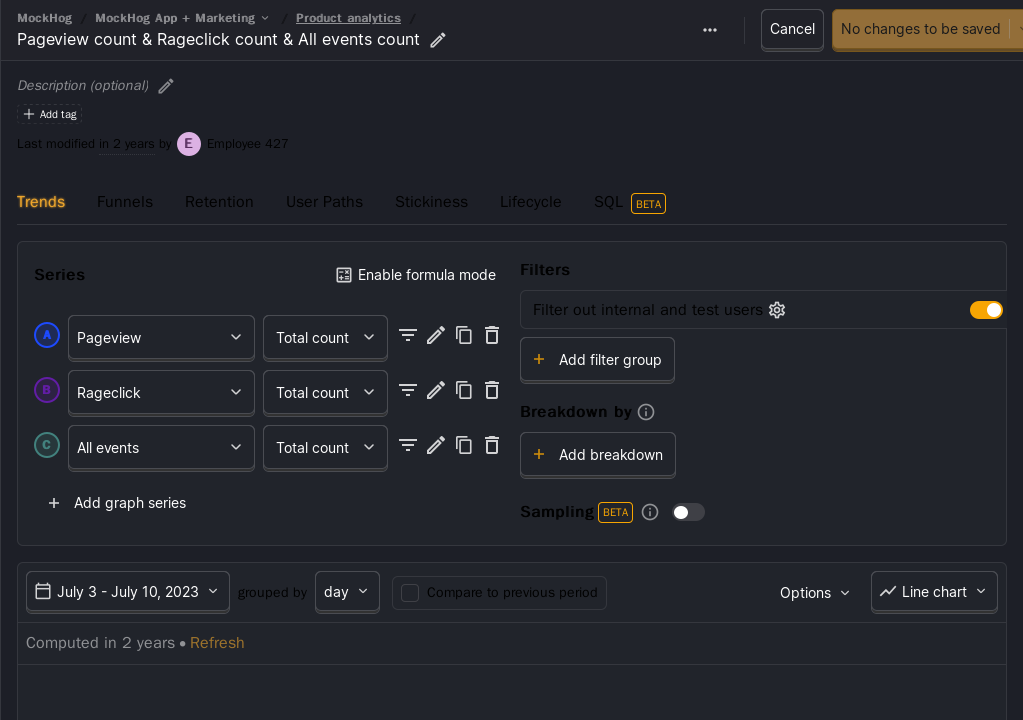 MockHog / MockHog App + Marketing / Product analytics /
Pageview count & Rageclick count & All events count
Cancel
No changes to be saved
Description (optional)
Add tag
Last modified in 2 years by E Employee 427
Trends Funnels Retention User Paths Stickiness Lifecycle SQL BETA
Series
Enable formula mode
A Pageview Total count
B Rageclick Total count
C All events Total count
+ Add graph series
Filters
Filter out internal and test users
+ Add filter group
Breakdown by
+ Add breakdown
Sampling BETA
July 3 - July 10, 2023 grouped by day Compare to previous period Options Line chart
Computed in 2 years • Refresh